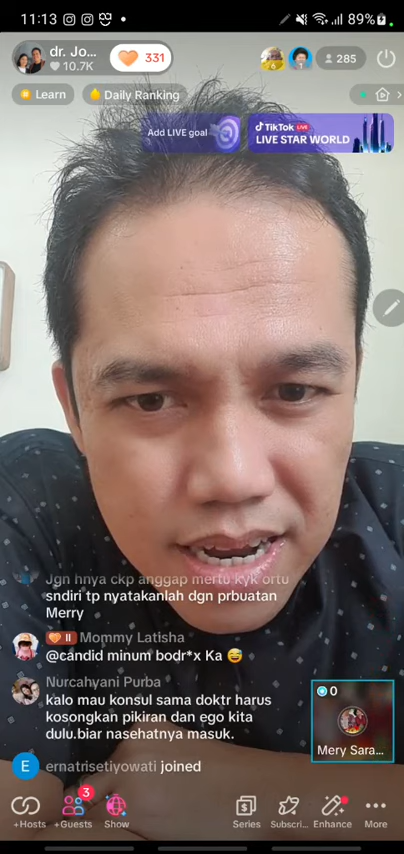 11:13
89%
dr. Jo...
10.7K
331
285
Learn
Daily Ranking
Add LIVE goal
TikTok LIVE
LIVE STAR WORLD
Jgn hnya ckp anggap mertu kyk ortu
sndiri tp nyatakanlah dgn prbuatan
Merry
II Mommy Latisha
@candid minum bodr*x Ka 😅
Nurcahyani Purba
kalo mau konsul sama doktr harus
kosongkan pikiran dan ego kita
dulu.biar nasehatnya masuk.
0
Mery Sara...
E ernatrisetiyowati joined
3
+Hosts
+Guests
Show
Series
Subscri...
Enhance
More